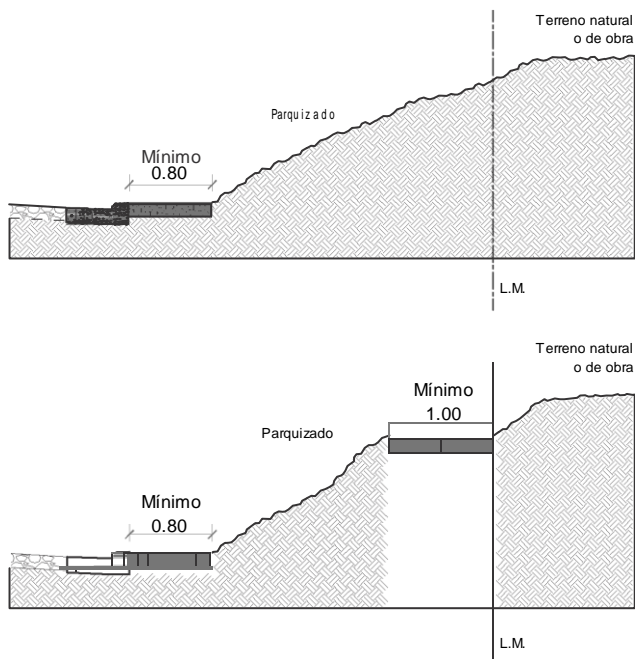 Terreno natural
o de obra
Parquizado
Mínimo
0.80
L.M.
Terreno natural
o de obra
Mínimo
1.00
Parquizado
Mínimo
0.80
L.M.